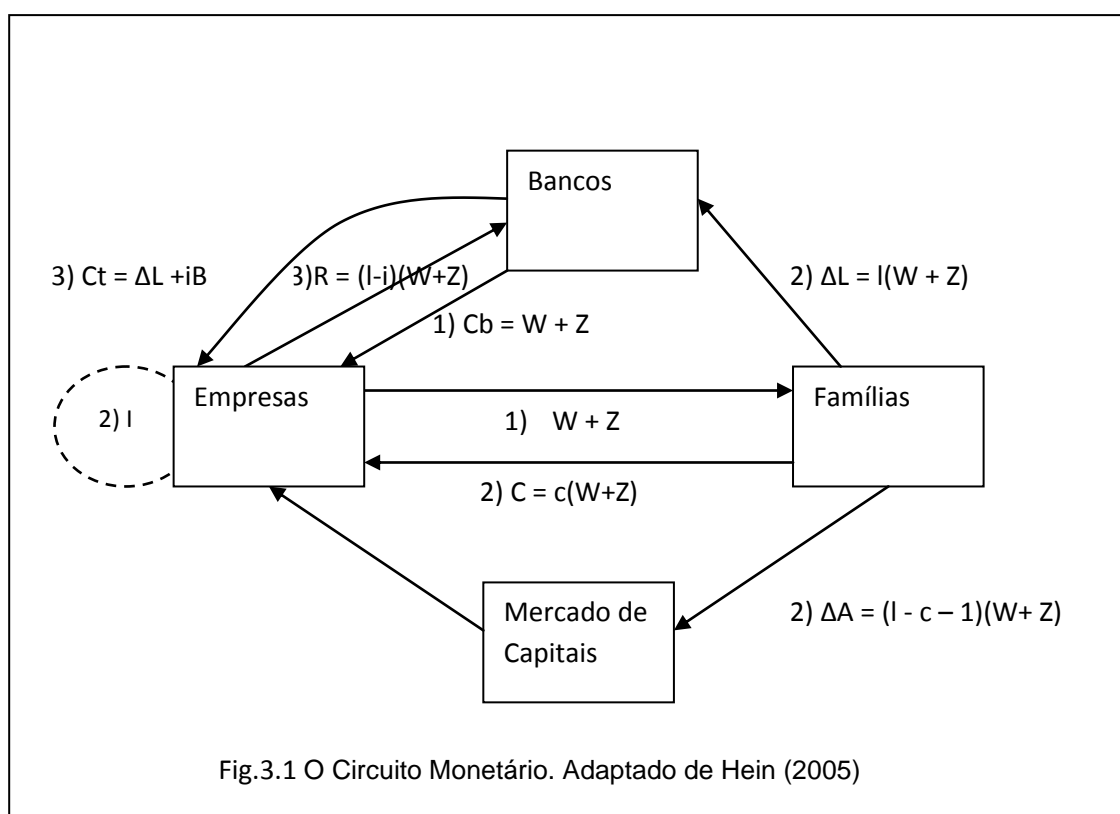 Bancos
3) Ct = ΔL +iB
3)R = (l-i)(W+Z)
2) ΔL = l(W + Z)
1) Cb = W + Z
Empresas
Famílias
2) I
1) W + Z
2) C = c(W+Z)
Mercado de
Capitais
2) ΔA = (l - c – 1)(W+ Z)
Fig.3.1 O Circuito Monetário. Adaptado de Hein (2005)